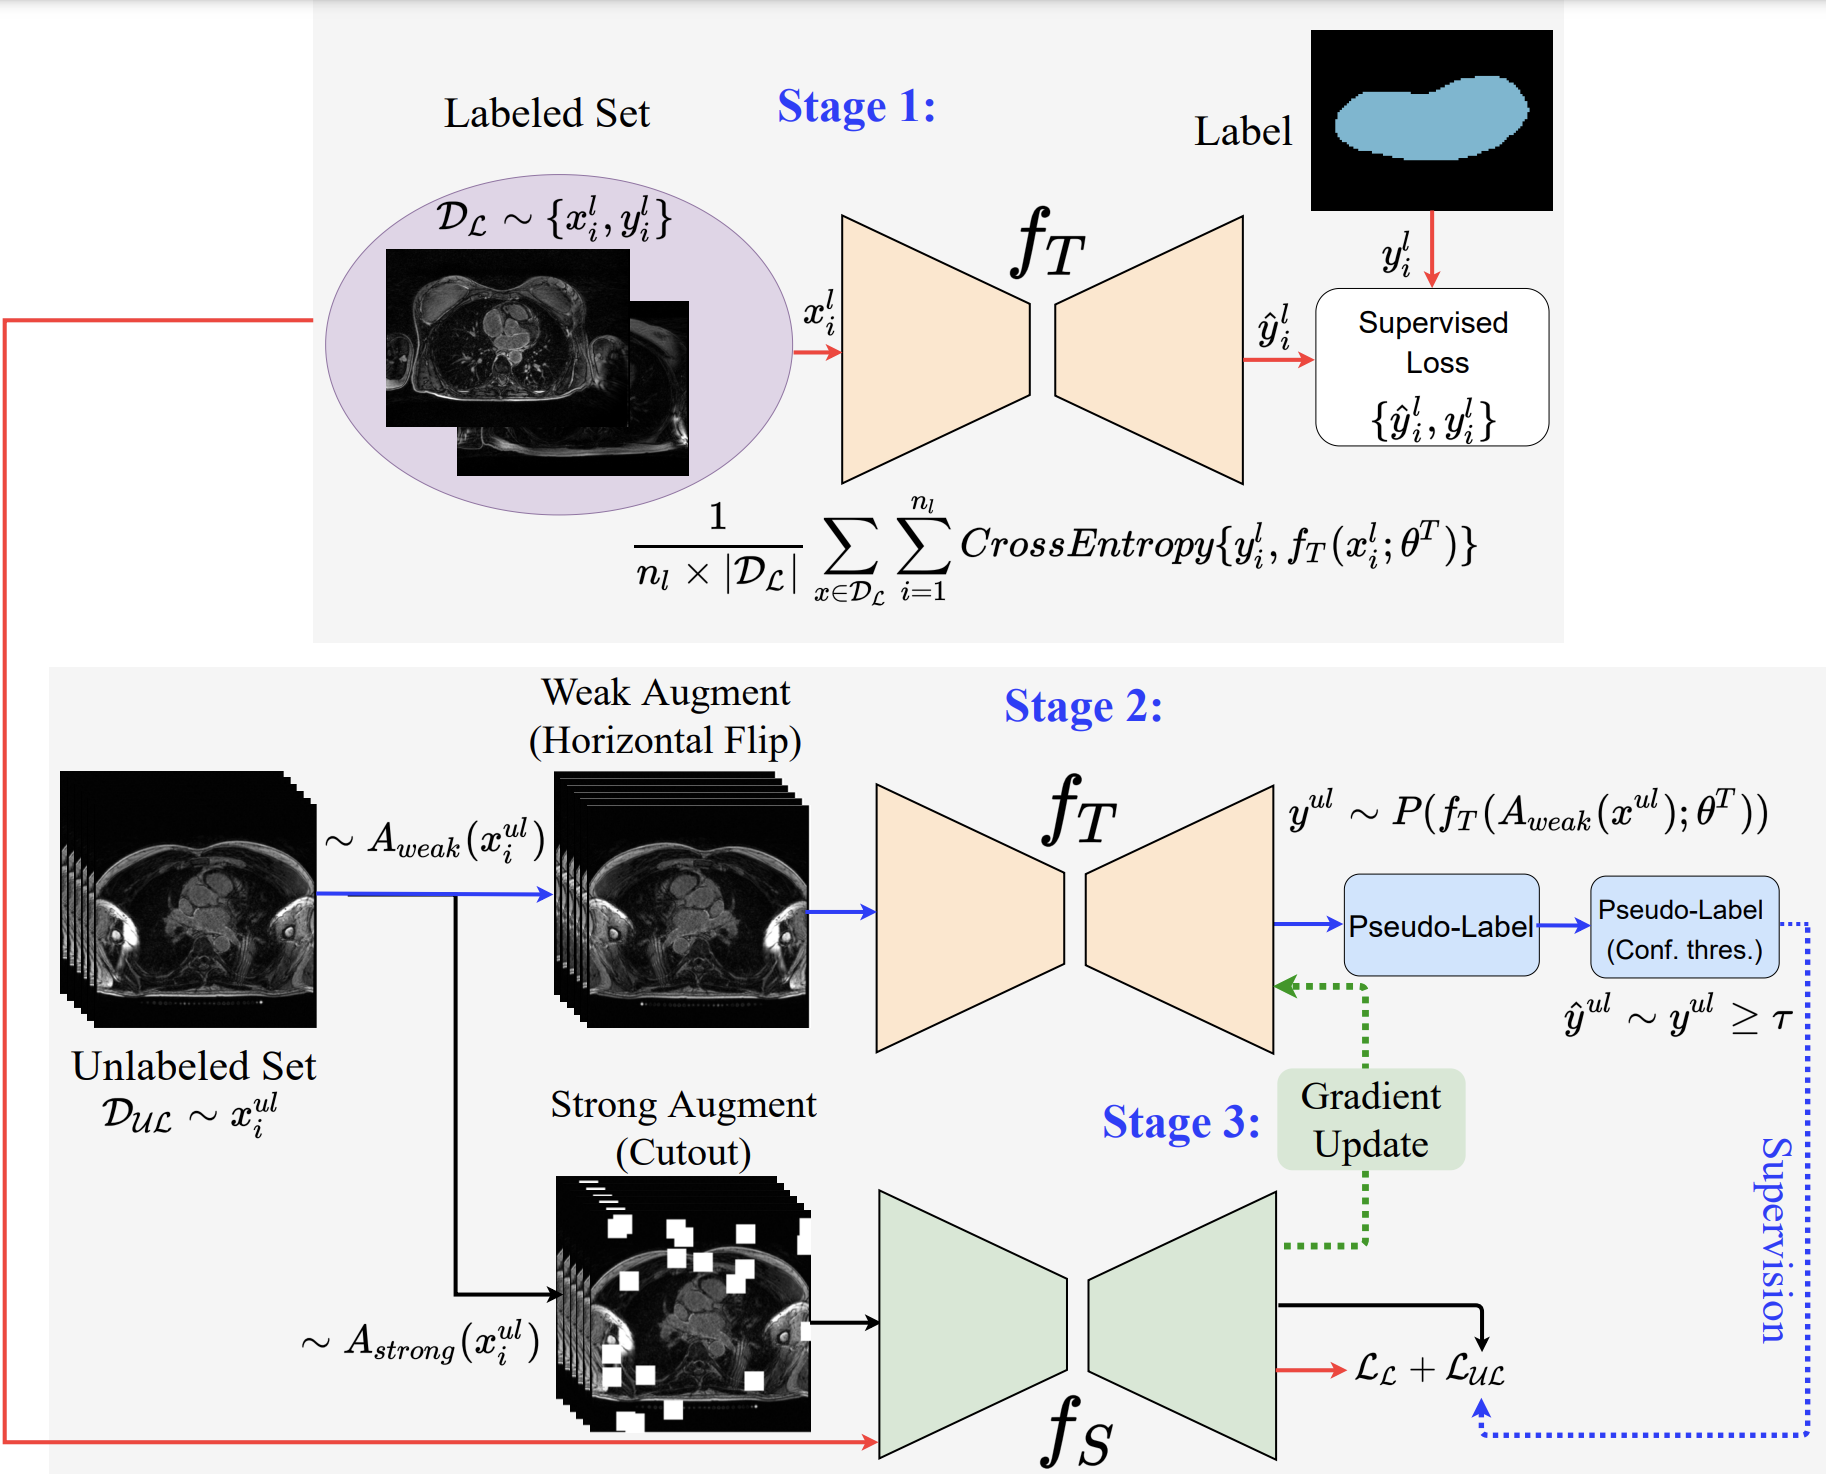 Stage 1:
Labeled Set
Label
$\mathcal{D}_{\mathcal{L}} \sim \{x_i^l, y_i^l\}$
$f_T$
$x_i^l$
$y_i^l$
$\hat{y}_i^l$
Supervised
Loss
$\{\hat{y}_i^l, y_i^l\}$
$\frac{1}{n_l \times |\mathcal{D}_{\mathcal{L}}|} \sum_{x \in \mathcal{D}_{\mathcal{L}}} \sum_{i=1}^{n_l} CrossEntropy\{y_i^l, f_T(x_i^l; \theta^T)\}$
Weak Augment
(Horizontal Flip)
Stage 2:
$\sim A_{weak}(x_i^{ul})$
$f_T$
$y^{ul} \sim P(f_T(A_{weak}(x^{ul}); \theta^T))$
Pseudo-Label
Pseudo-Label
(Conf. thres.)
$\hat{y}^{ul} \sim y^{ul} \geq \tau$
Unlabeled Set
$\mathcal{D}_{\mathcal{UL}} \sim x_i^{ul}$
Strong Augment
(Cutout)
Stage 3:
Gradient
Update
Supervision
$\sim A_{strong}(x_i^{ul})$
$f_S$
$\mathcal{L}_{\mathcal{L}} + \mathcal{L}_{\mathcal{UL}}$